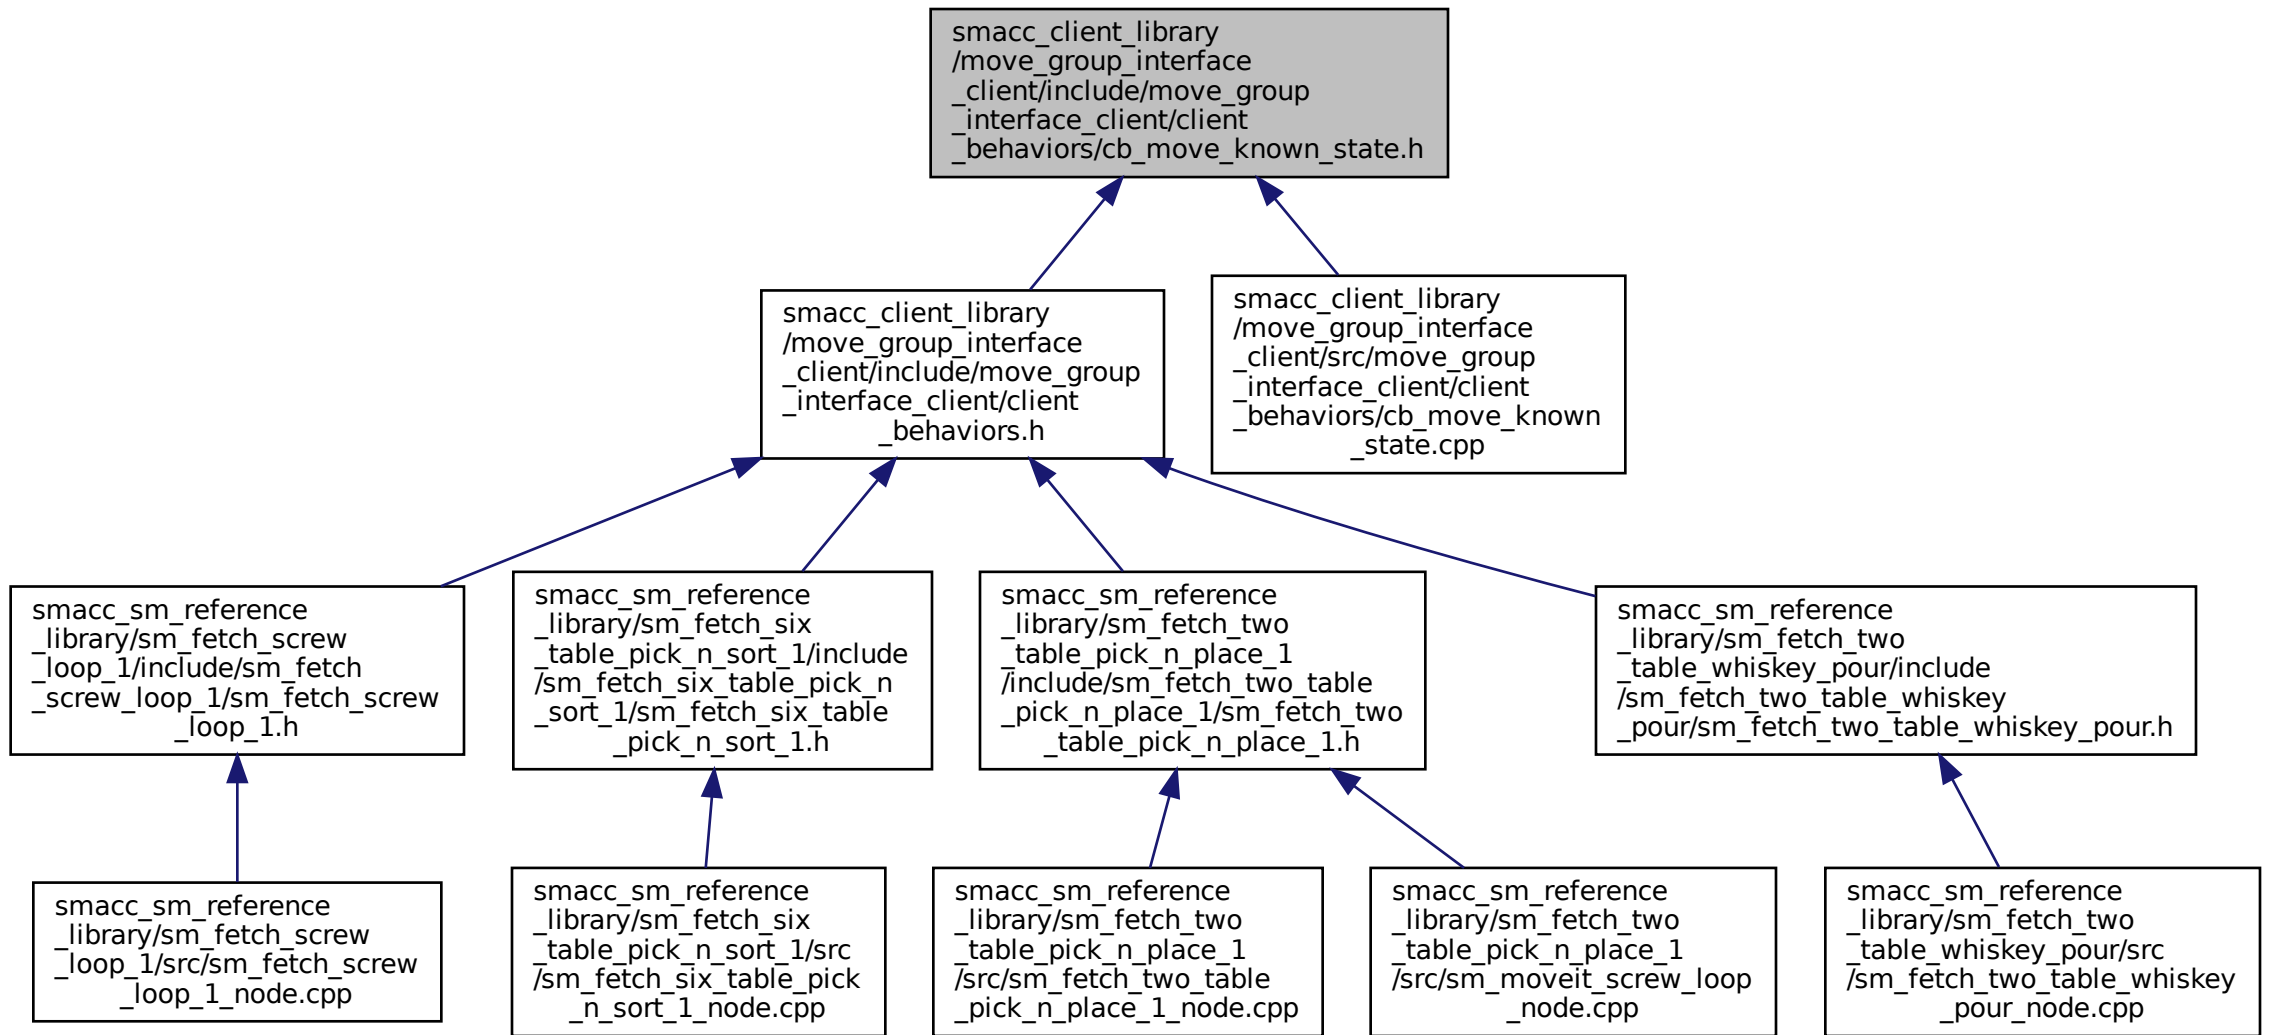 smacc_client_library
/move_group_interface
_client/include/move_group
_interface_client/client
_behaviors/cb_move_known_state.h
smacc_client_library
/move_group_interface
_client/include/move_group
_interface_client/client
_behaviors.h
smacc_client_library
/move_group_interface
_client/src/move_group
_interface_client/client
_behaviors/cb_move_known
_state.cpp
smacc_sm_reference
_library/sm_fetch_screw
_loop_1/include/sm_fetch
_screw_loop_1/sm_fetch_screw
_loop_1.h
smacc_sm_reference
_library/sm_fetch_six
_table_pick_n_sort_1/include
/sm_fetch_six_table_pick_n
_sort_1/sm_fetch_six_table
_pick_n_sort_1.h
smacc_sm_reference
_library/sm_fetch_two
_table_pick_n_place_1
/include/sm_fetch_two_table
_pick_n_place_1/sm_fetch_two
_table_pick_n_place_1.h
smacc_sm_reference
_library/sm_fetch_two
_table_whiskey_pour/include
/sm_fetch_two_table_whiskey
_pour/sm_fetch_two_table_whiskey_pour.h
smacc_sm_reference
_library/sm_fetch_screw
_loop_1/src/sm_fetch_screw
_loop_1_node.cpp
smacc_sm_reference
_library/sm_fetch_six
_table_pick_n_sort_1/src
/sm_fetch_six_table_pick
_n_sort_1_node.cpp
smacc_sm_reference
_library/sm_fetch_two
_table_pick_n_place_1
/src/sm_fetch_two_table
_pick_n_place_1_node.cpp
smacc_sm_reference
_library/sm_fetch_two
_table_pick_n_place_1
/src/sm_moveit_screw_loop
_node.cpp
smacc_sm_reference
_library/sm_fetch_two
_table_whiskey_pour/src
/sm_fetch_two_table_whiskey
_pour_node.cpp